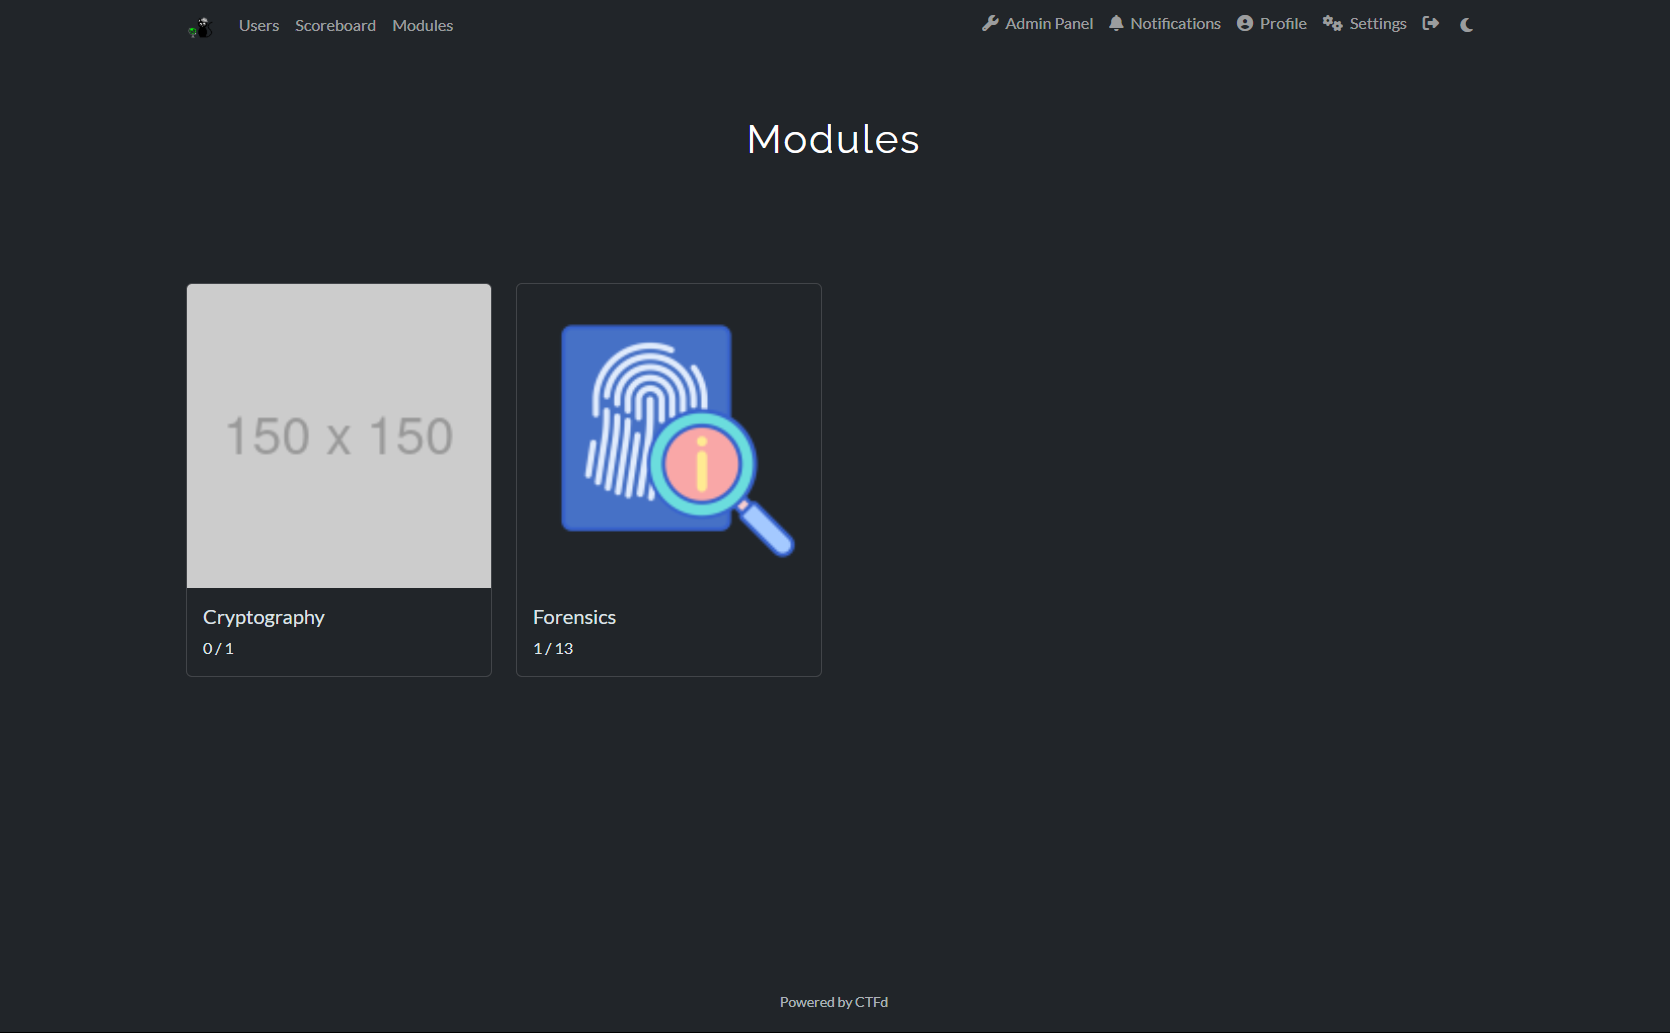 Users Scoreboard Modules Admin Panel Notifications Profile Settings
Modules
150 x 150
i
Cryptography
0 / 1
Forensics
1 / 13
Powered by CTFd